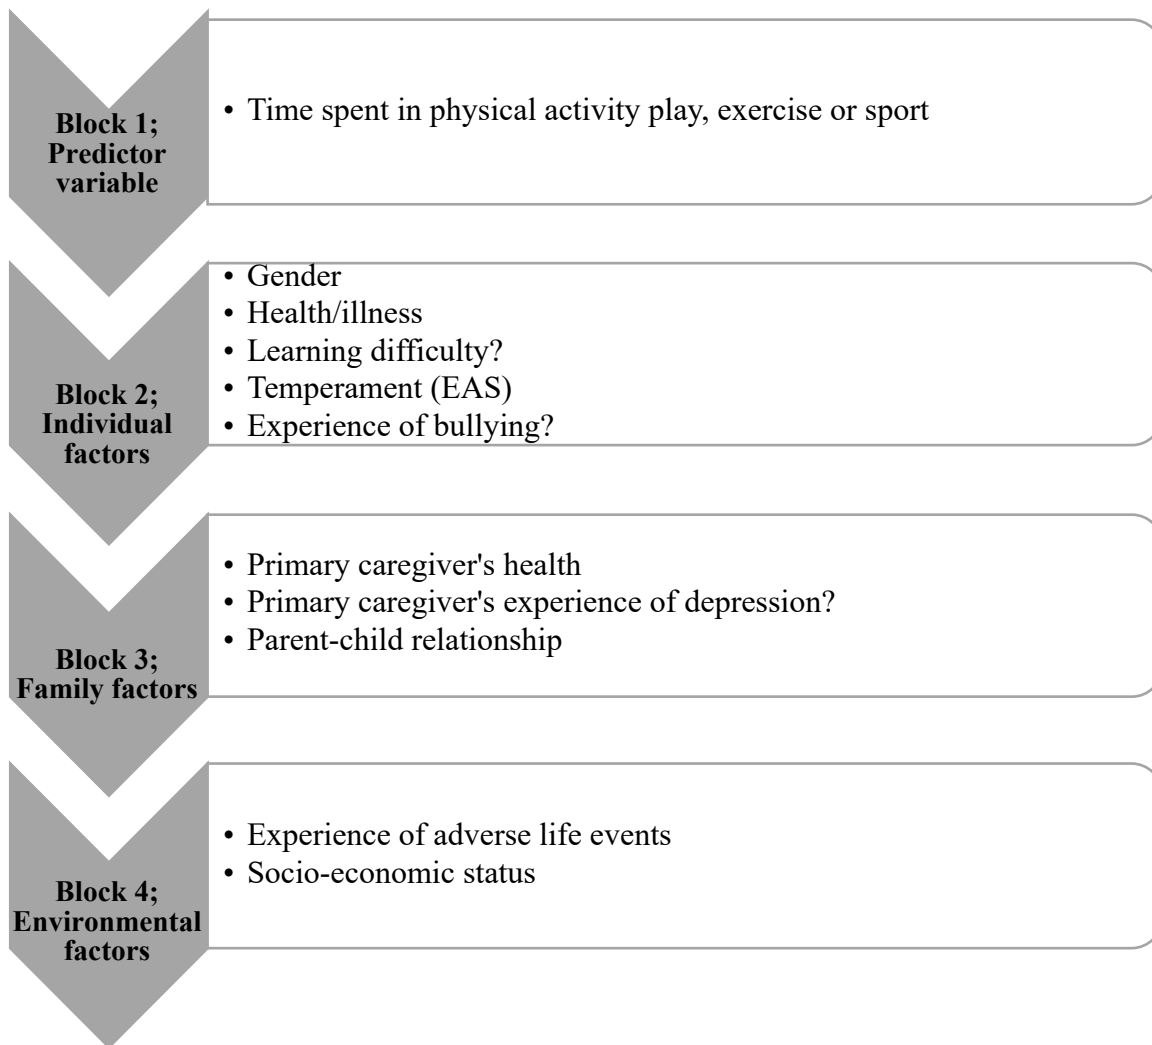 Block 1;
Predictor
variable
• Time spent in physical activity play, exercise or sport
Block 2;
Individual
factors
• Gender
• Health/illness
• Learning difficulty?
• Temperament (EAS)
• Experience of bullying?
Block 3;
Family factors
• Primary caregiver's health
• Primary caregiver's experience of depression?
• Parent-child relationship
Block 4;
Environmental
factors
• Experience of adverse life events
• Socio-economic status